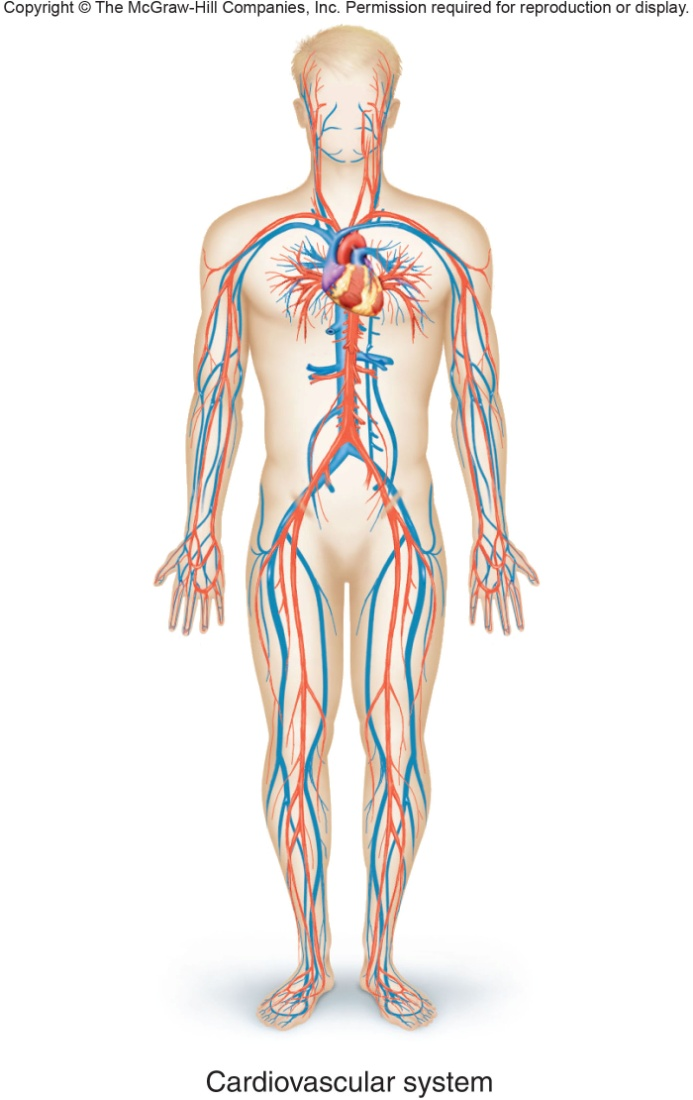 Copyright © The McGraw-Hill Companies, Inc. Permission required for reproduction or display.
Cardiovascular system